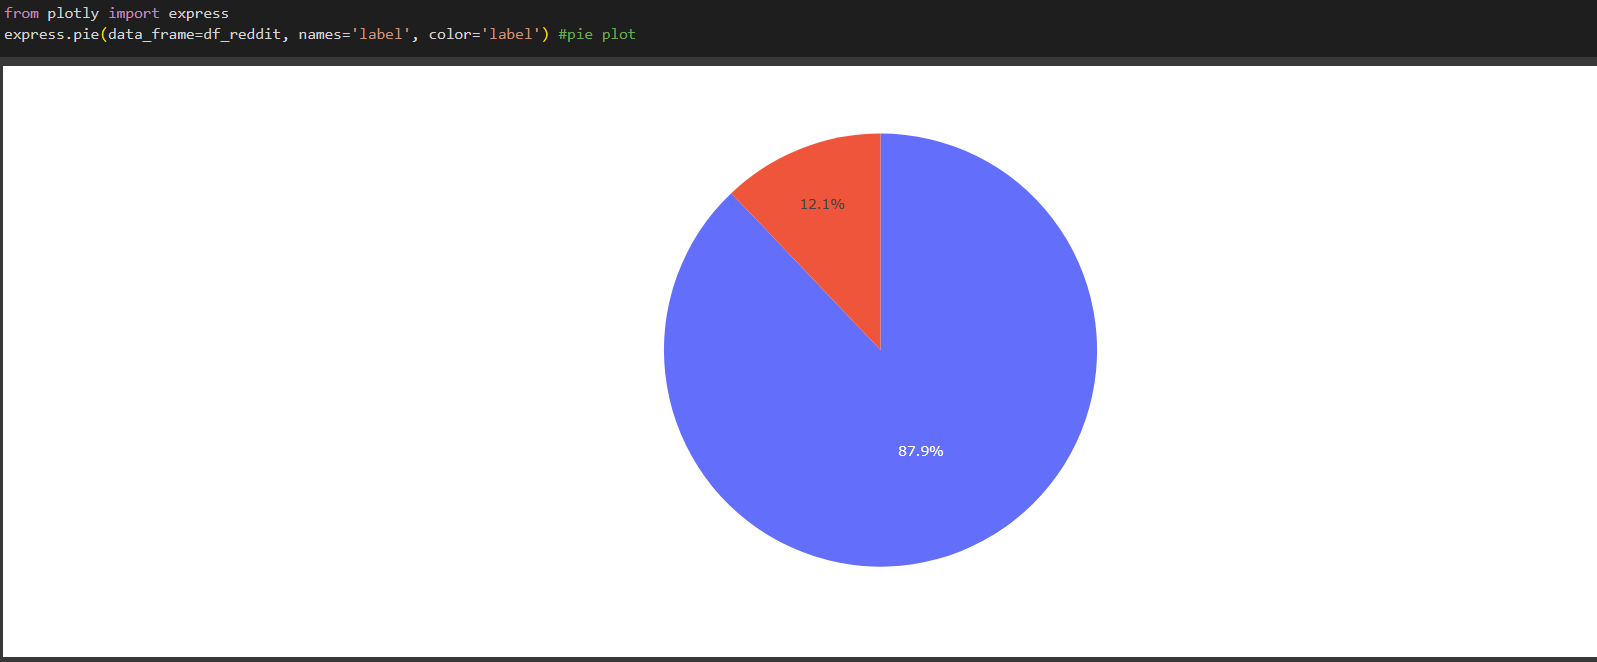 from plotly import express
express.pie(data_frame=df_reddit, names='label', color='label') #pie plot
12.1%
87.9%